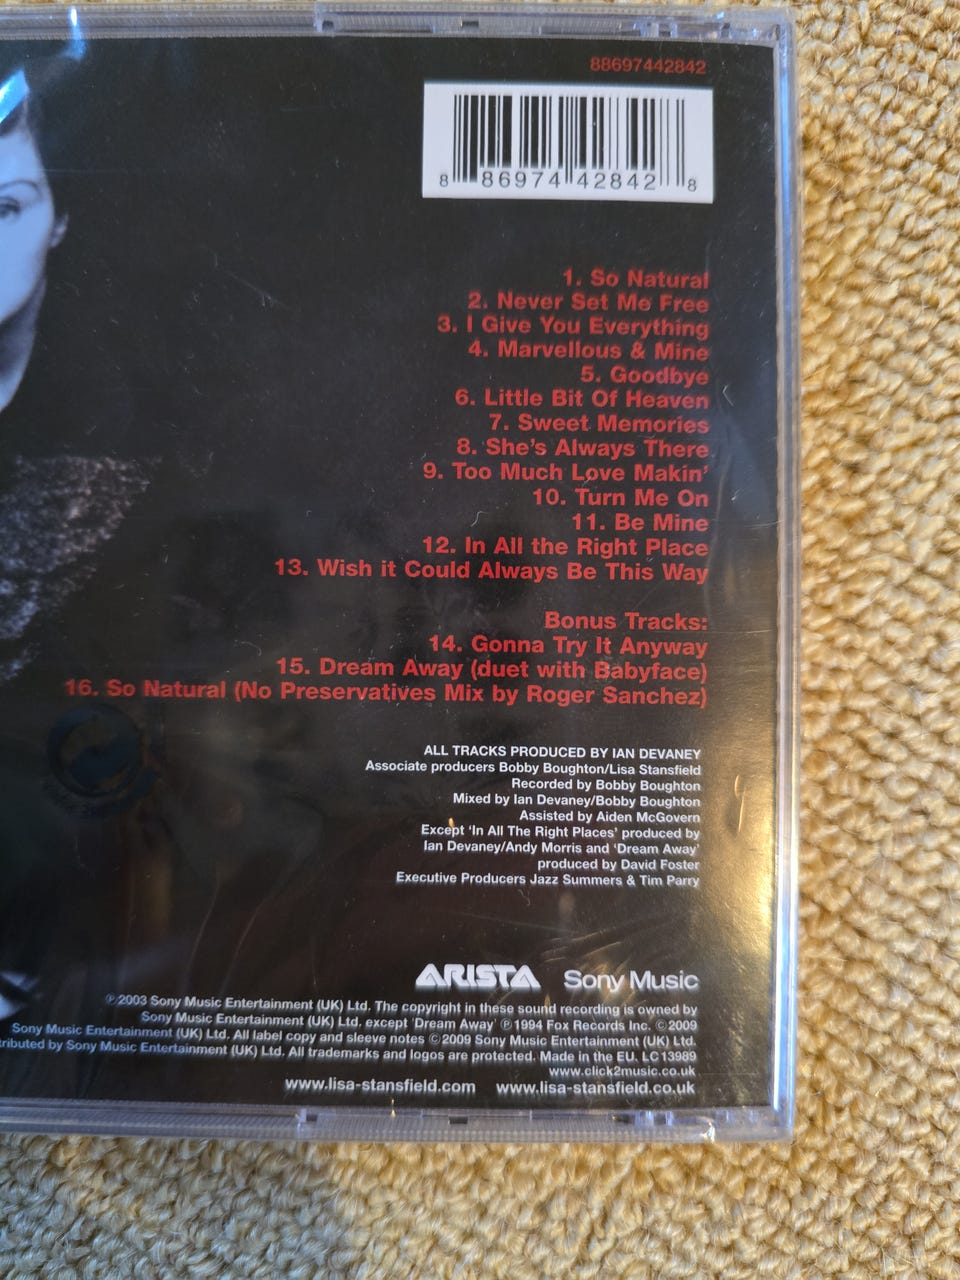 88697442842
8 86974 42842 8
1. So Natural
2. Never Set Me Free
3. I Give You Everything
4. Marvellous & Mine
5. Goodbye
6. Little Bit Of Heaven
7. Sweet Memories
8. She's Always There
9. Too Much Love Makin'
10. Turn Me On
11. Be Mine
12. In All the Right Place
13. Wish it Could Always Be This Way
Bonus Tracks:
14. Gonna Try It Anyway
15. Dream Away (duet with Babyface)
16. So Natural (No Preservatives Mix by Roger Sanchez)
ALL TRACKS PRODUCED BY IAN DEVANEY
Associate producers Bobby Boughton/Lisa Stansfield
Recorded by Bobby Boughton
Mixed by Ian Devaney/Bobby Boughton
Assisted by Aiden McGovern
Except 'In All The Right Places' produced by
Ian Devaney/Andy Morris and 'Dream Away'
produced by David Foster
Executive Producers Jazz Summers & Tim Parry
ARISTA Sony Music
℗ 2003 Sony Music Entertainment (UK) Ltd. The copyright in these sound recording is owned by
Sony Music Entertainment (UK) Ltd. except 'Dream Away' ℗ 1994 Fox Records Inc. © 2009
Sony Music Entertainment (UK) Ltd. All label copy and sleeve notes © 2009 Sony Music Entertainment (UK) Ltd.
by Sony Music Entertainment (UK) Ltd. All trademarks and logos are protected. Made in the EU. LC 13989
www.click2music.co.uk
www.lisa-stansfield.com www.lisa-stansfield.co.uk